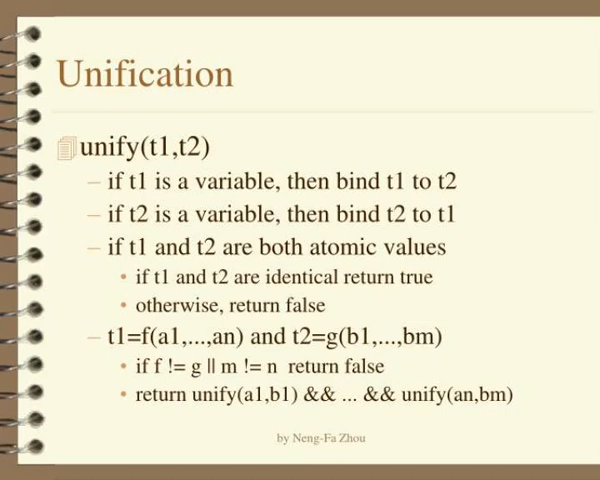 Unification
unify(t1,t2)
– if t1 is a variable, then bind t1 to t2
– if t2 is a variable, then bind t2 to t1
– if t1 and t2 are both atomic values
• if t1 and t2 are identical return true
• otherwise, return false
– t1=f(a1,...,an) and t2=g(b1,...,bm)
• if f != g || m != n return false
• return unify(a1,b1) && ... && unify(an,bm)
by Neng-Fa Zhou